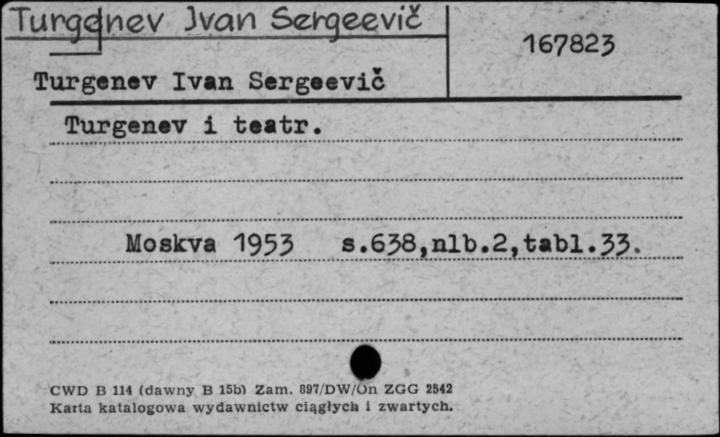 Turgenev Ivan Sergeevič
167823
Turgenev Ivan Sergeevič
Turgenev i teatr.
Moskva 1953 s.638,nlb.2,tabl.33.
CWD B 114 (dawny B 15b) Zam. 897/DW/On ZGG 2542
Karta katalogowa wydawnictw ciągłych i zwartych.